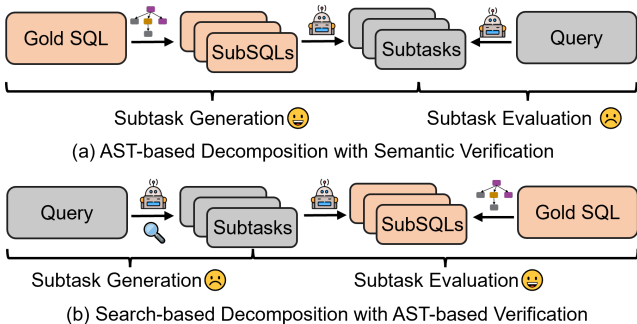 Gold SQL
SubSQLs
Subtasks
Query
Subtask Generation
Subtask Evaluation
(a) AST-based Decomposition with Semantic Verification
Query
Subtasks
SubSQLs
Gold SQL
Subtask Generation
Subtask Evaluation
(b) Search-based Decomposition with AST-based Verification